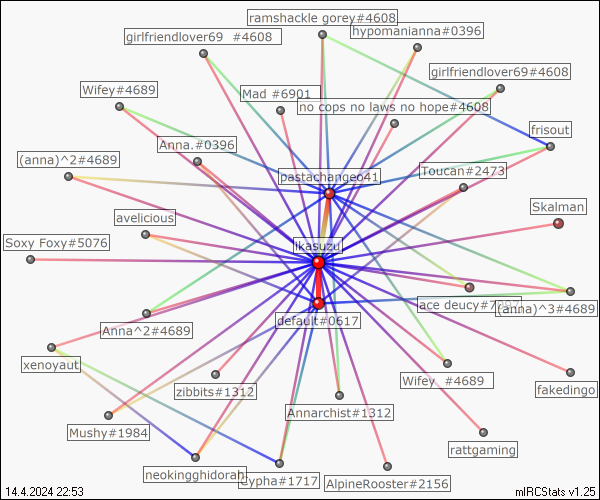 ramshackle gorey#4608
girlfriendlover69 #4608
hypomanianna#0396
girlfriendlover69#4608
Wifey#4689
Mad #6901
no cops no laws no hope#4608
frisout
Anna.#0396
(anna)^2#4689
pastachangeo41
Toucan#2473
Skalman
avelicious
Soxy Foxy#5076
ikasuzu
ace deucy#7
(anna)^3#4689
Anna^2#4689
default#0617
xenoyaut
Wifey #4689
fakedingo
zibbits#1312
Annarchist#1312
Mushy#1984
rattgaming
neokingghidorah
Cypha#1717
AlpineRooster#2156
14.4.2024 22:53
mIRCStats v1.25